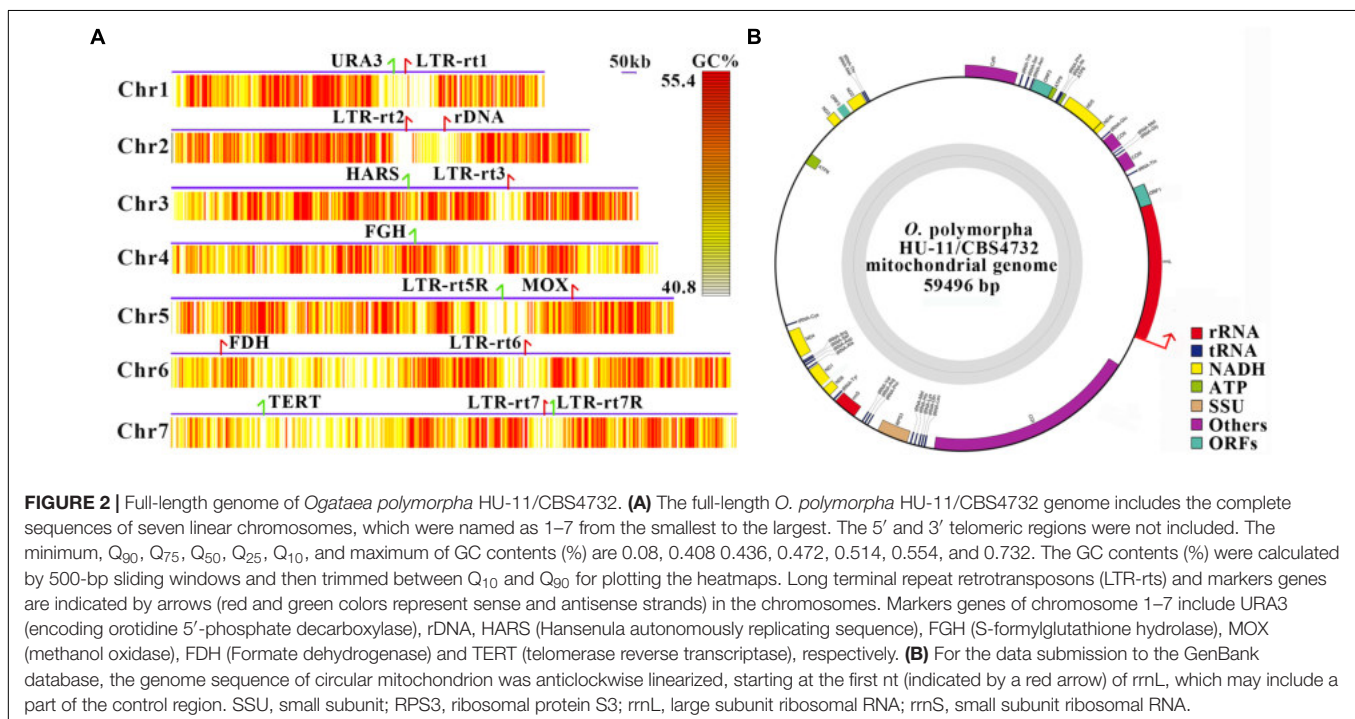 A
B
URA3
LTR-rt1
50kb
GC%
55.4
Chr1
LTR-rt2
rDNA
Chr2
HARS
LTR-rt3
Chr3
FGH
Chr4
40.8
LTR-rt5R
MOX
Chr5
FDH
LTR-rt6
Chr6
TERT
LTR-rt7
LTR-rt7R
Chr7
O. polymorpha
HU-11/CBS4732
mitochondrial genome
59496 bp
rRNA
tRNA
NADH
ATP
SSU
Others
ORFs
FIGURE 2 | Full-length genome of Ogataea polymorpha HU-11/CBS4732. (A) The full-length O. polymorpha HU-11/CBS4732 genome includes the complete
sequences of seven linear chromosomes, which were named as 1–7 from the smallest to the largest. The 5′ and 3′ telomeric regions were not included. The
minimum, Q90, Q75, Q50, Q25, Q10, and maximum of GC contents (%) are 0.08, 0.408 0.436, 0.472, 0.514, 0.554, and 0.732. The GC contents (%) were calculated
by 500-bp sliding windows and then trimmed between Q10 and Q90 for plotting the heatmaps. Long terminal repeat retrotransposons (LTR-rts) and markers genes
are indicated by arrows (red and green colors represent sense and antisense strands) in the chromosomes. Markers genes of chromosome 1–7 include URA3
(encoding orotidine 5′-phosphate decarboxylase), rDNA, HARS (Hansenula autonomously replicating sequence), FGH (S-formylglutathione hydrolase), MOX
(methanol oxidase), FDH (Formate dehydrogenase) and TERT (telomerase reverse transcriptase), respectively. (B) For the data submission to the GenBank
database, the genome sequence of circular mitochondrion was anticlockwise linearized, starting at the first nt (indicated by a red arrow) of rrnL, which may include a
part of the control region. SSU, small subunit; RPS3, ribosomal protein S3; rrnL, large subunit ribosomal RNA; rrnS, small subunit ribosomal RNA.